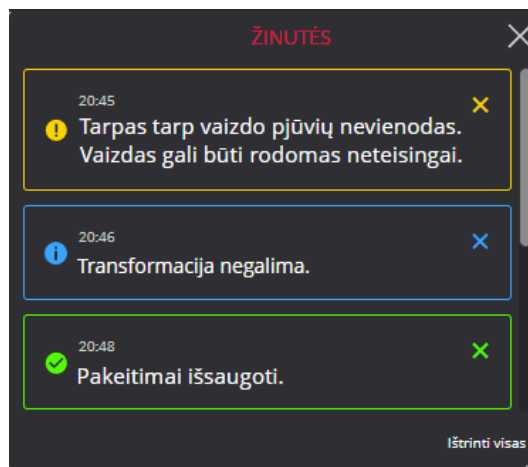 ŽINUTĖS
20:45
Tarpas tarp vaizdo pjūvių nevienodas.
Vaizdas gali būti rodomas neteisingai.
20:46
Transformacija negalima.
20:48
Pakeitimai išsaugoti.
Ištrinti visas